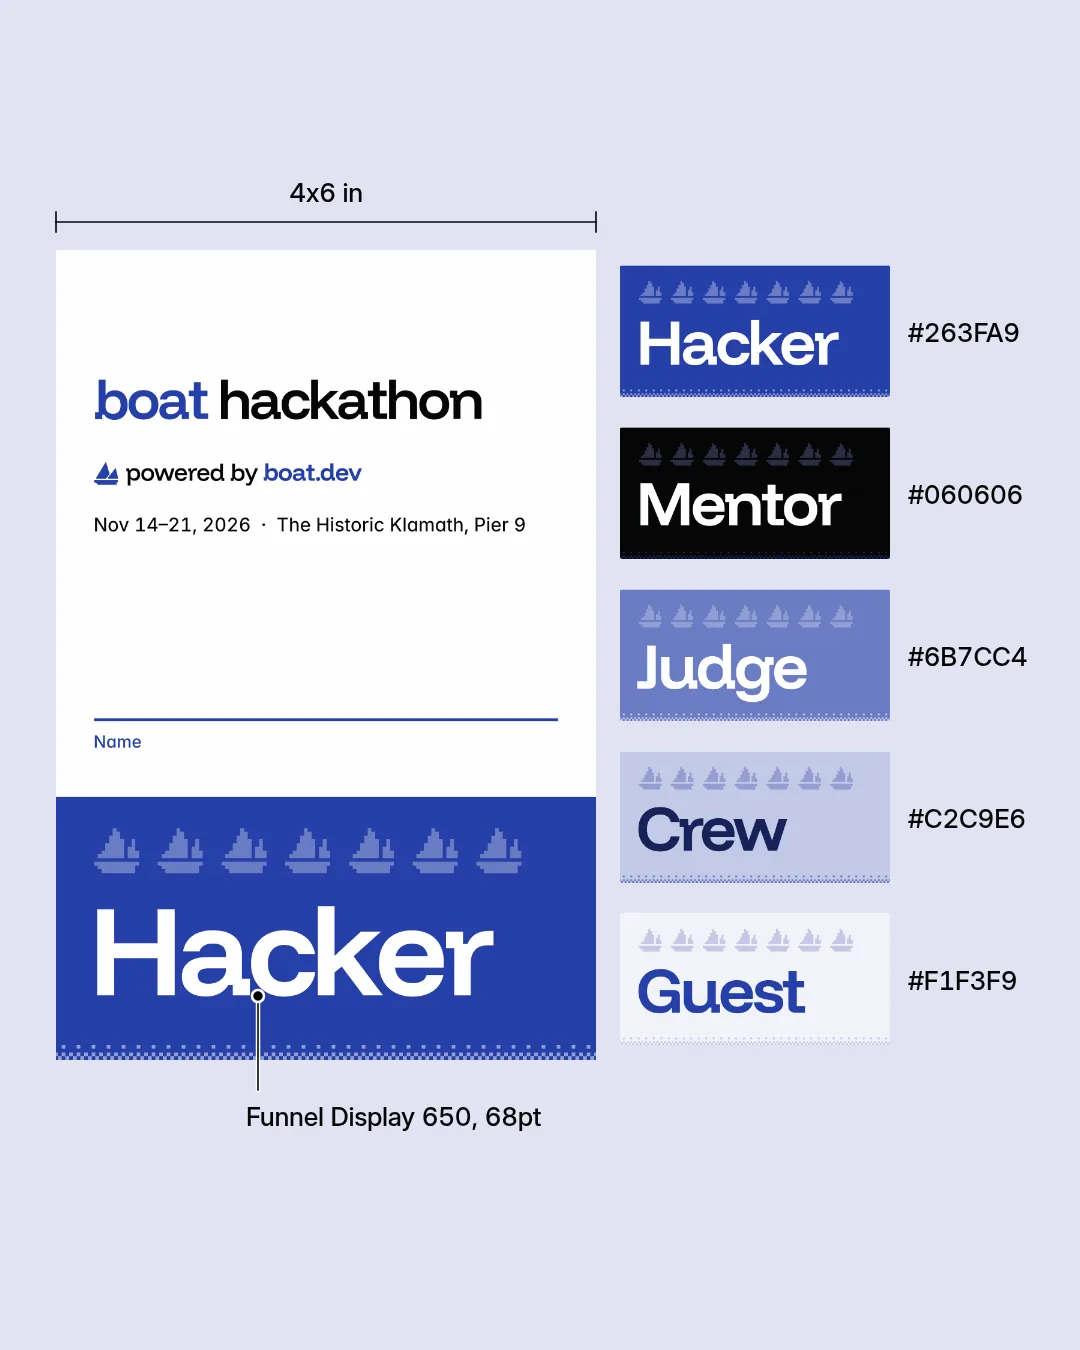 4x6 in
boat hackathon
powered by boat.dev
Nov 14–21, 2026 · The Historic Klamath, Pier 9
Name
Hacker
Funnel Display 650, 68pt
Hacker
#263FA9
Mentor
#060606
Judge
#6B7CC4
Crew
#C2C9E6
Guest
#F1F3F9